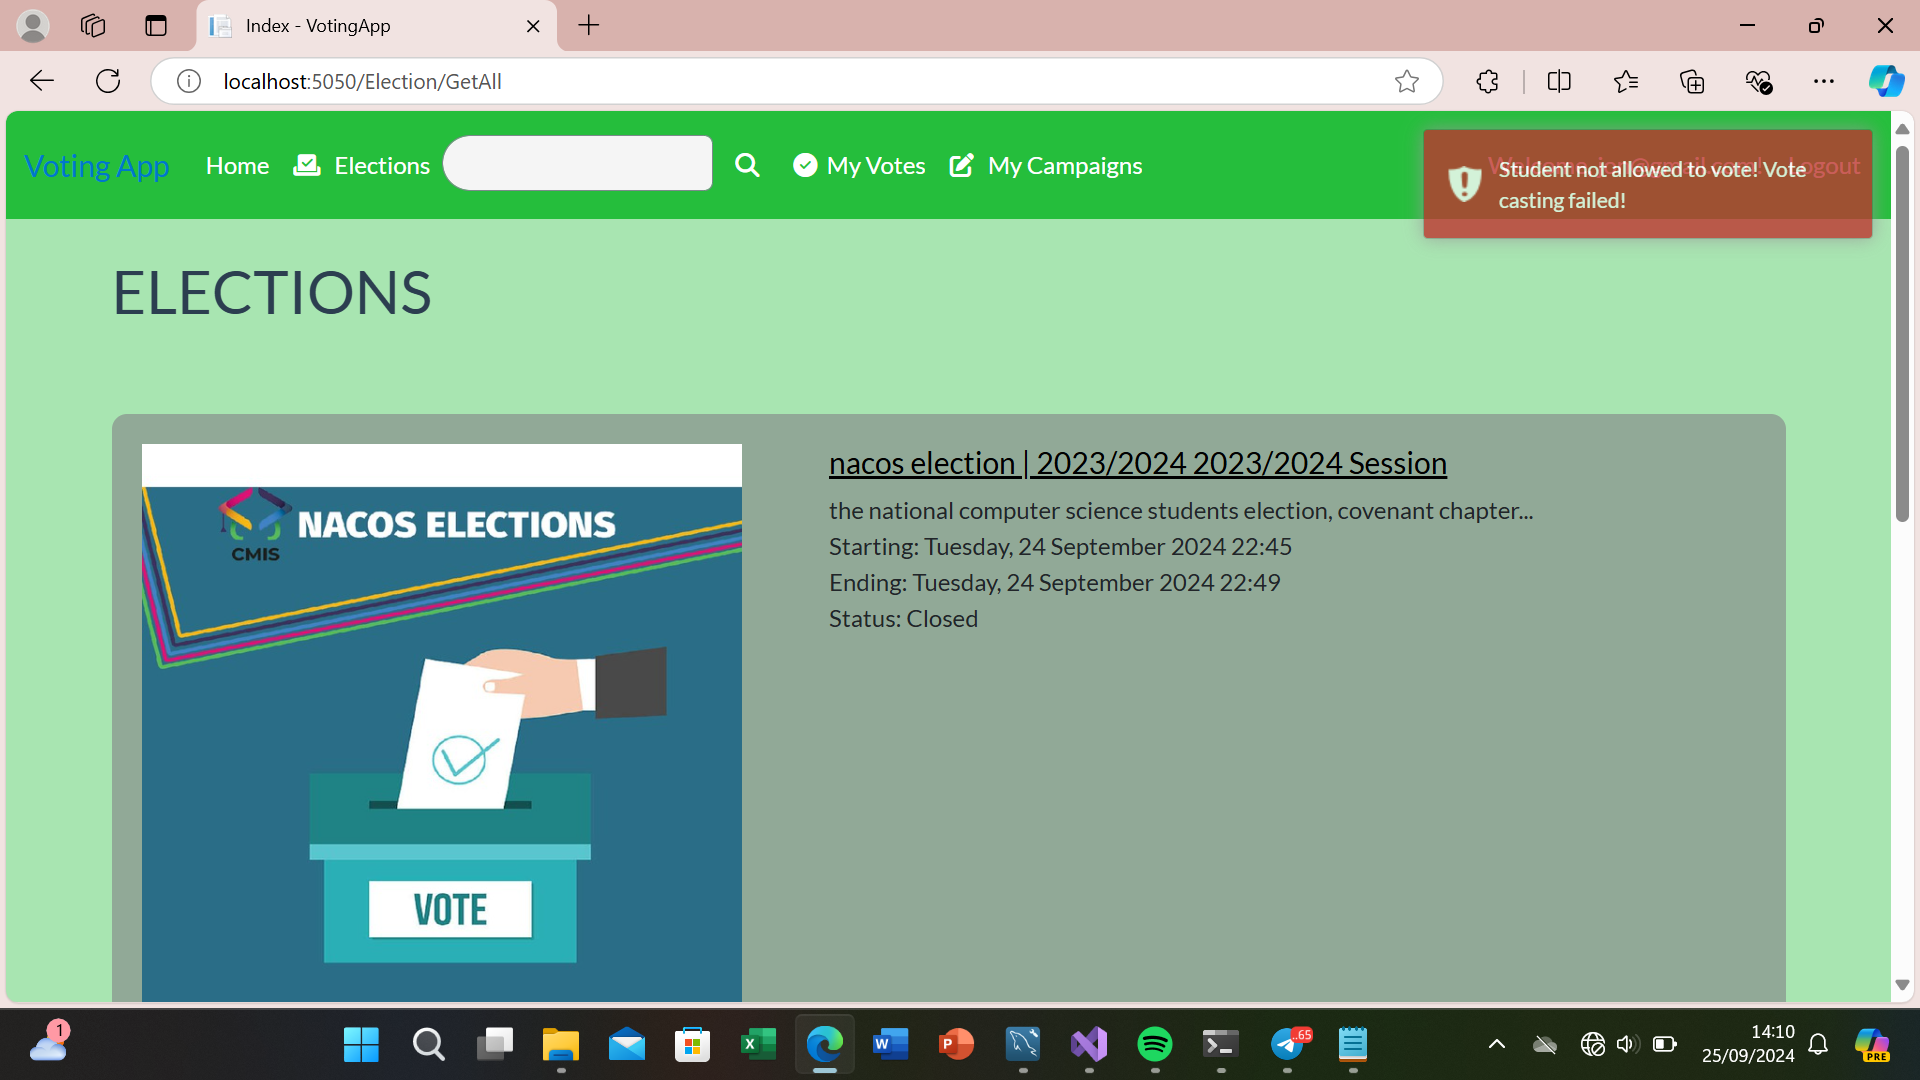 Index - VotingApp
localhost:5050/Election/GetAll
Voting App Home Elections My Votes My Campaigns
Logout
Student not allowed to vote! Vote
casting failed!
ELECTIONS
NACOS ELECTIONS
CMIS
VOTE
nacos election | 2023/2024 2023/2024 Session
the national computer science students election, covenant chapter...
Starting: Tuesday, 24 September 2024 22:45
Ending: Tuesday, 24 September 2024 22:49
Status: Closed
1
65
14:10
25/09/2024
PRE